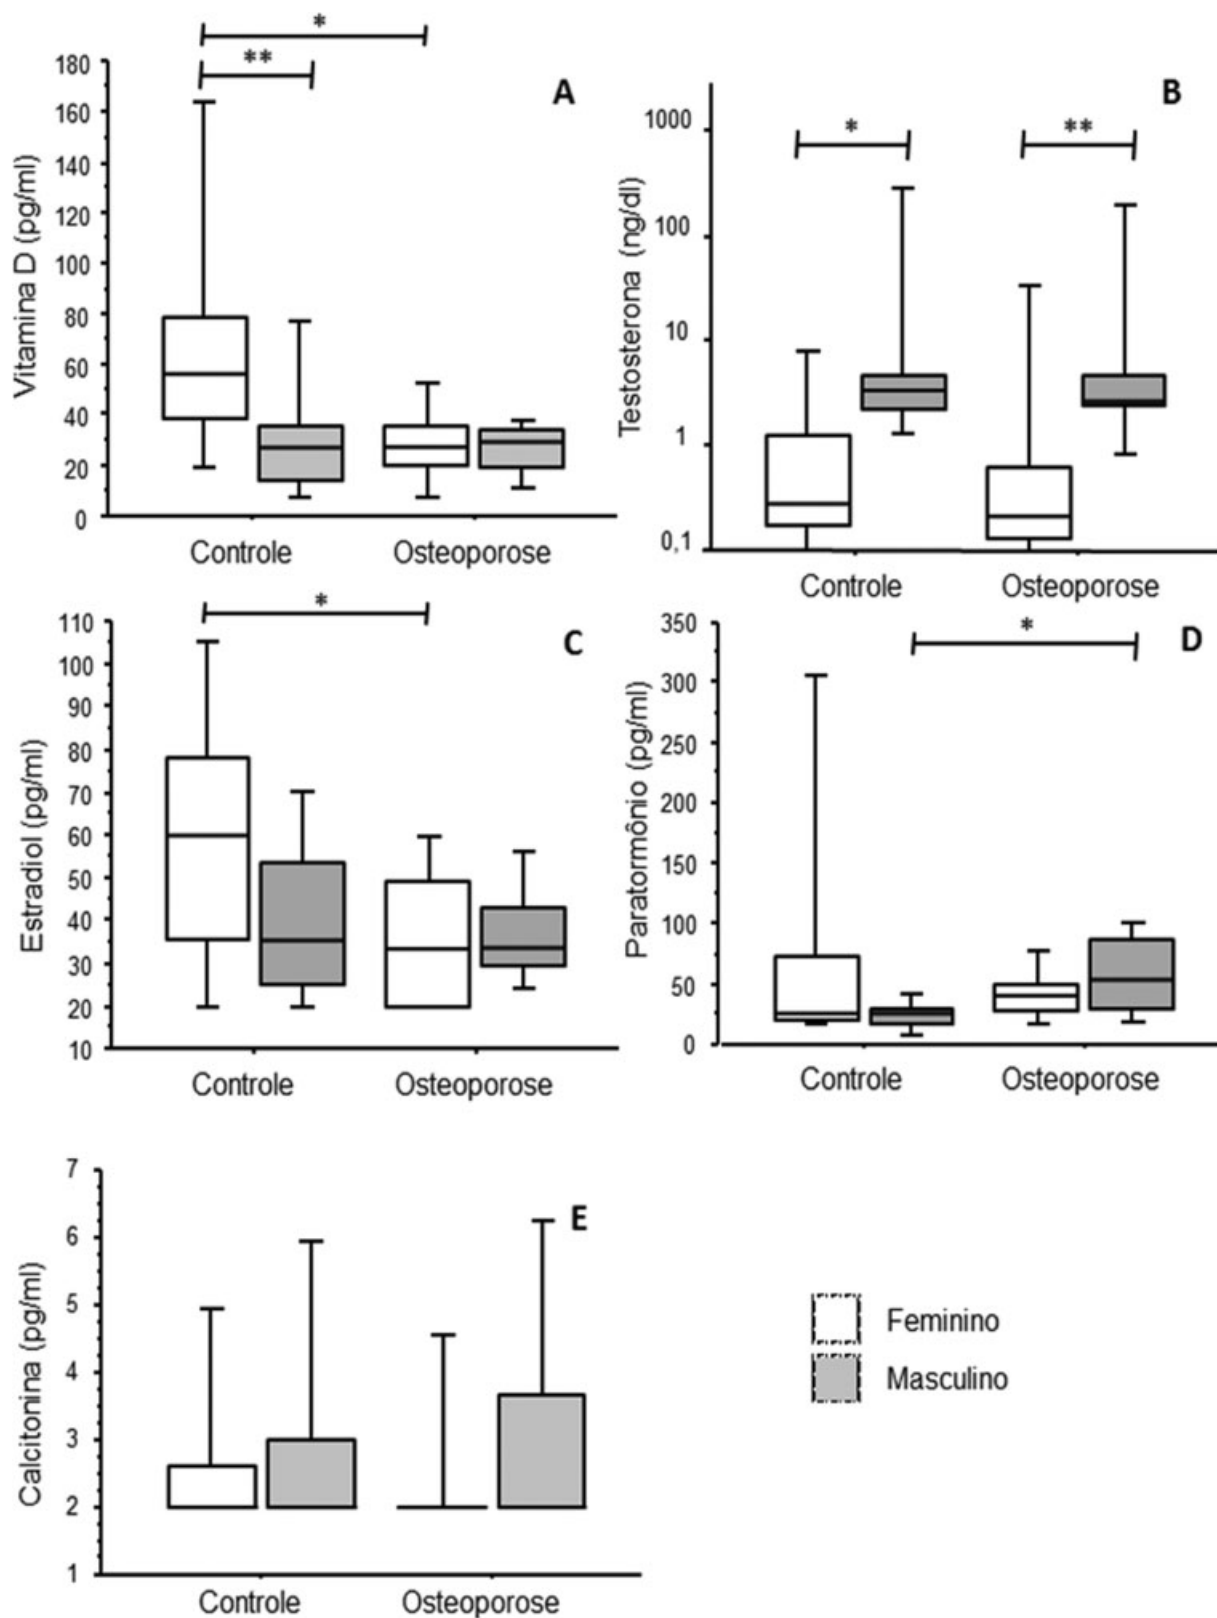 *
**
A
Vitamina D (pg/ml)
180
160
140
120
100
80
60
40
20
0
Controle
Osteoporose
B
*
**
Testosterona (ng/dl)
1000
100
10
1
0,1
Controle
Osteoporose
*
C
Estradiol (pg/ml)
110
100
90
80
70
60
50
40
30
20
10
Controle
Osteoporose
*
D
Paratormônio (pg/ml)
350
300
250
200
150
100
50
0
Controle
Osteoporose
E
Calcitonina (pg/ml)
7
6
5
4
3
2
1
Controle
Osteoporose
Feminino
Masculino